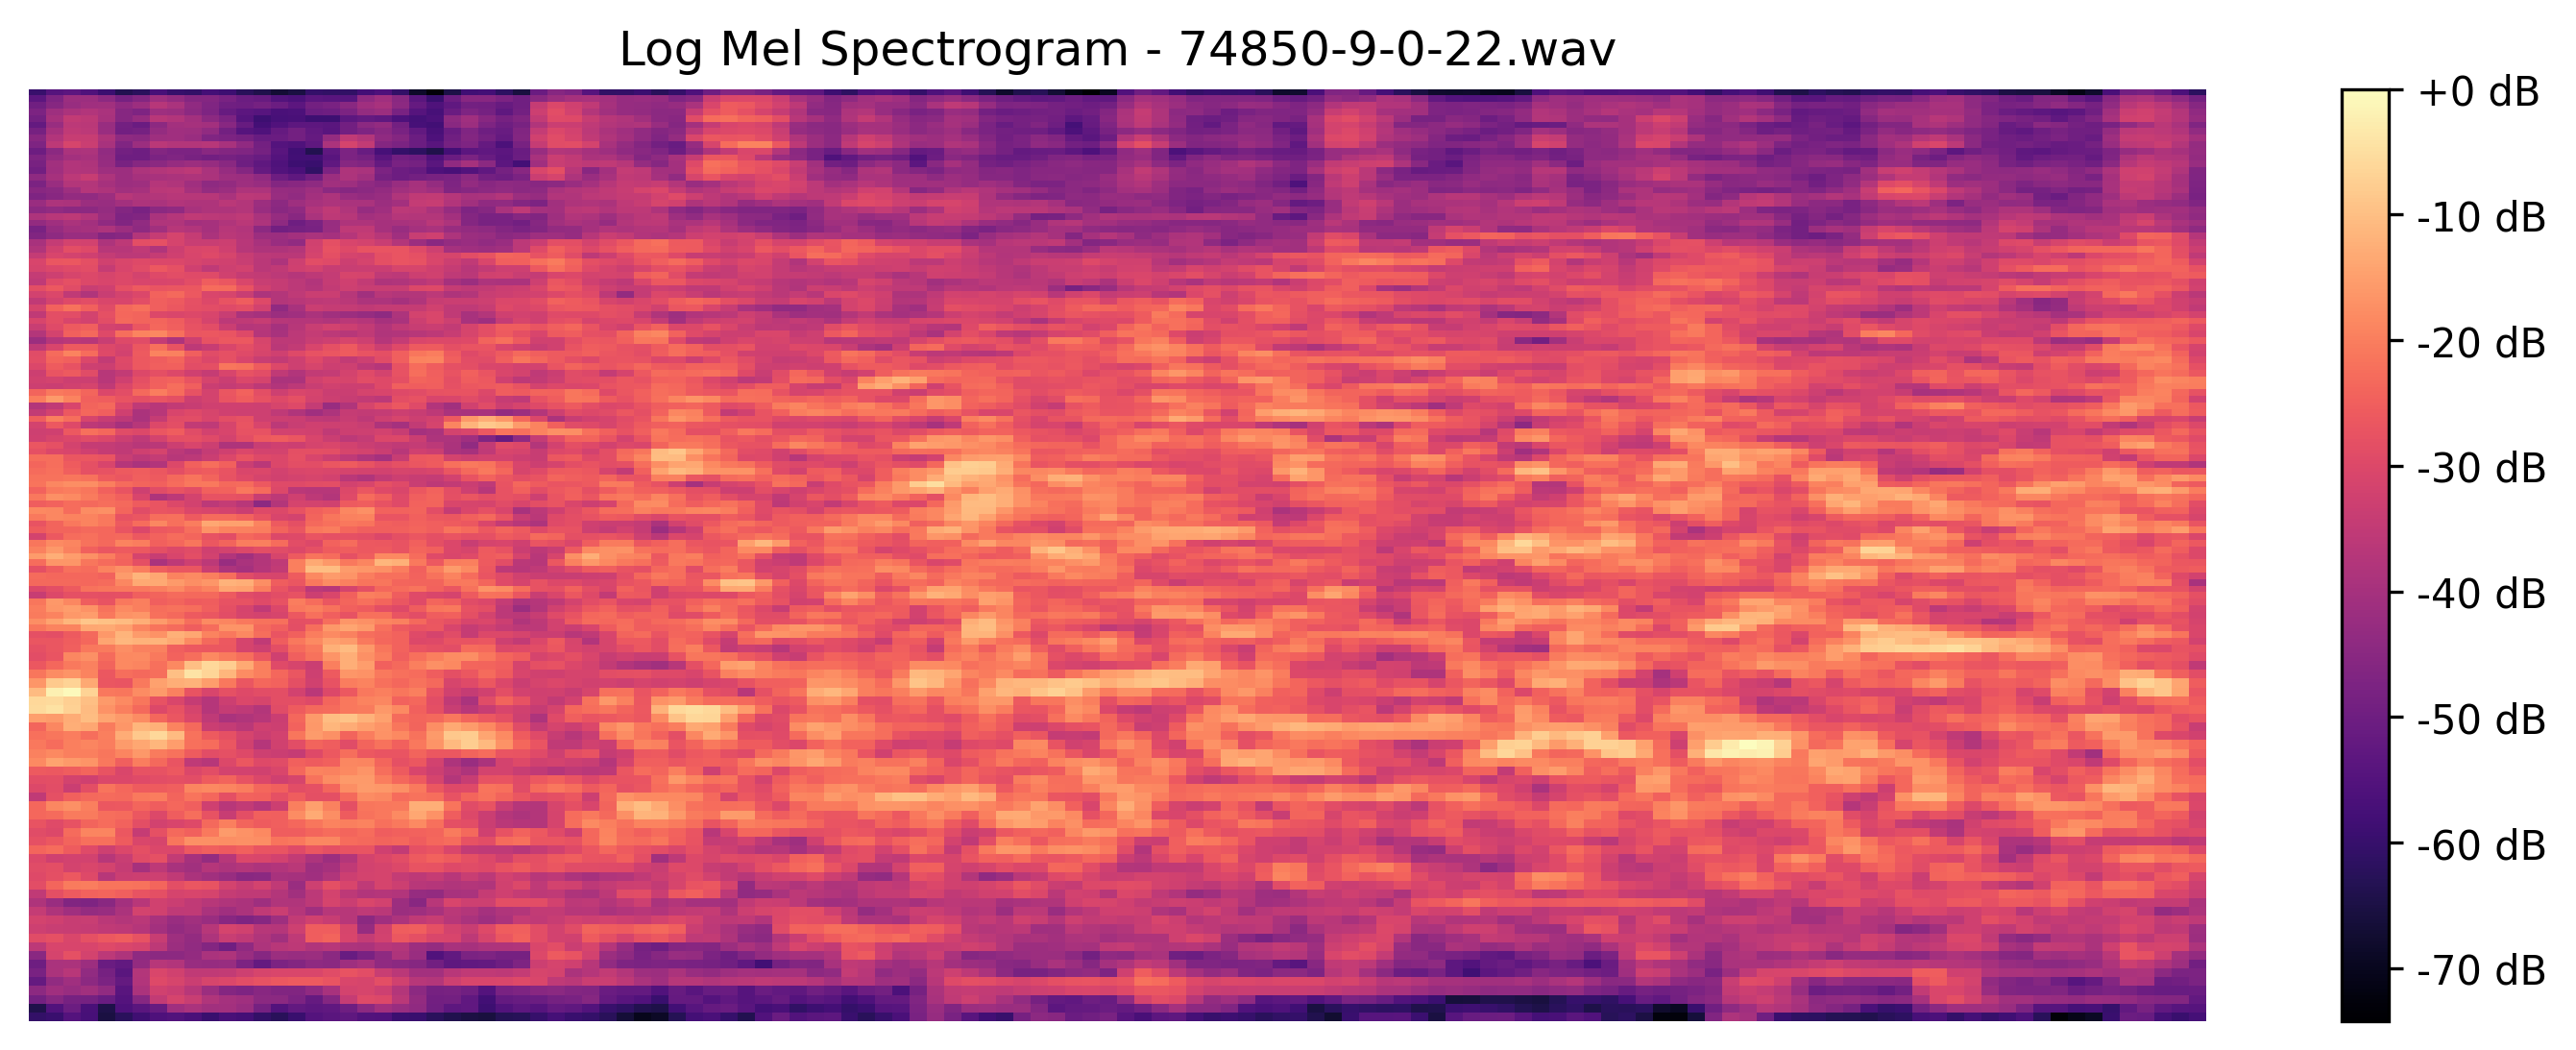 Log Mel Spectrogram - 74850-9-0-22.wav
+0 dB
-10 dB
-20 dB
-30 dB
-40 dB
-50 dB
-60 dB
-70 dB